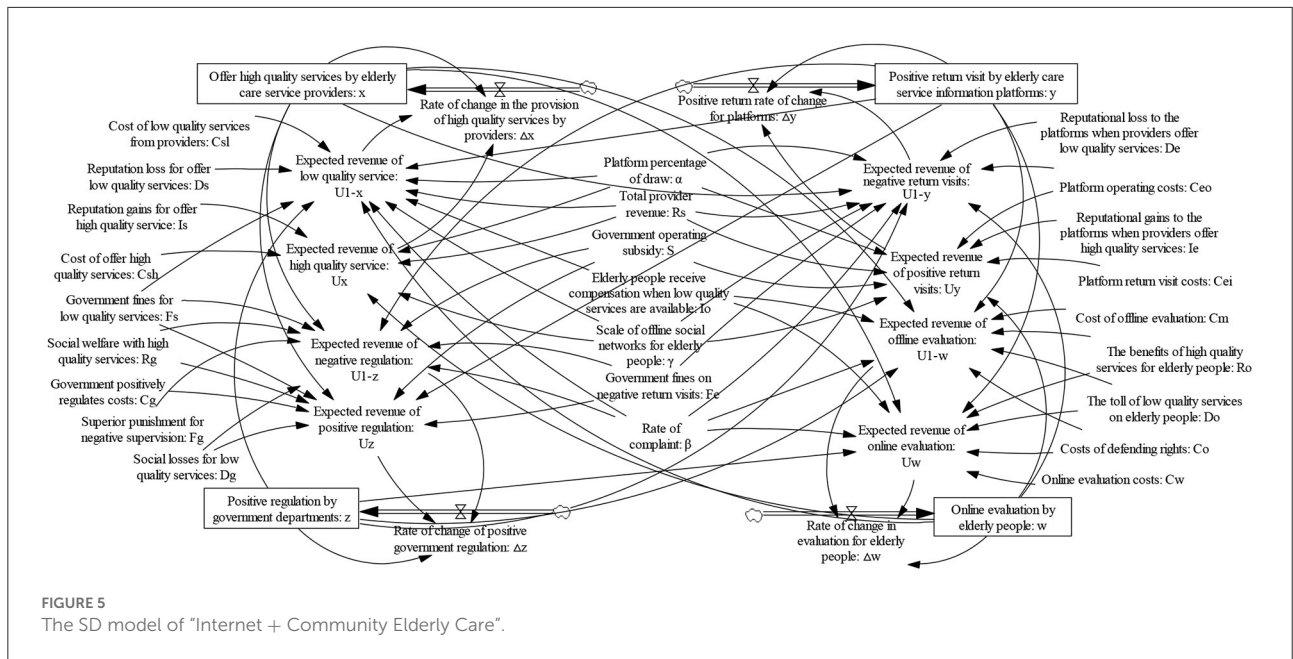 Offer high quality services by elderly
care service providers: x
Rate of change in the provision
of high quality services by
providers: Δx
Positive return rate of change
for platforms: Δy
Positive return visit by elderly care
service information platforms: y
Cost of low quality services
from providers: Csl
Reputation loss for offer
low quality services: Ds
Reputation gains for offer
high quality service: Is
Cost of offer high
quality services: Csh
Government fines for
low quality services: Fs
Social welfare with high
quality services: Rg
Government positively
regulates costs: Cg
Superior punishment for
negative supervision: Fg
Social losses for low
quality services: Dg
Expected revenue of
low quality service:
U1-x
Expected revenue of
high quality service:
Ux
Expected revenue of
negative regulation:
U1-z
Expected revenue of
positive regulation:
Uz
Platform percentage
of draw: α
Total provider
revenue: Rs
Government operating
subsidy: S
Elderly people receive
compensation when low quality
services are available: Io
Scale of offline social
networks for elderly
people: γ
Government fines on
negative return visits: Fe
Rate of
complaint: β
Expected revenue of
negative return visits:
U1-y
Expected revenue
of positive return
visits: Uy
Expected revenue of
offline evaluation:
U1-w
Expected revenue of
online evaluation:
Uw
Reputational loss to the
platforms when providers offer
low quality services: De
Platform operating costs: Ceo
Reputational gains to the
platforms when providers offer
high quality services: Ie
Platform return visit costs: Cei
Cost of offline evaluation: Cm
The benefits of high quality
services for elderly people: Ro
The toll of low quality services
on elderly people: Do
Costs of defending rights: Co
Online evaluation costs: Cw
Positive regulation by
government departments: z
Rate of change of positive
government regulation: Δz
Rate of change in
evaluation for elderly
people: Δw
Online evaluation by
elderly people: w
FIGURE 5
The SD model of “Internet + Community Elderly Care”.